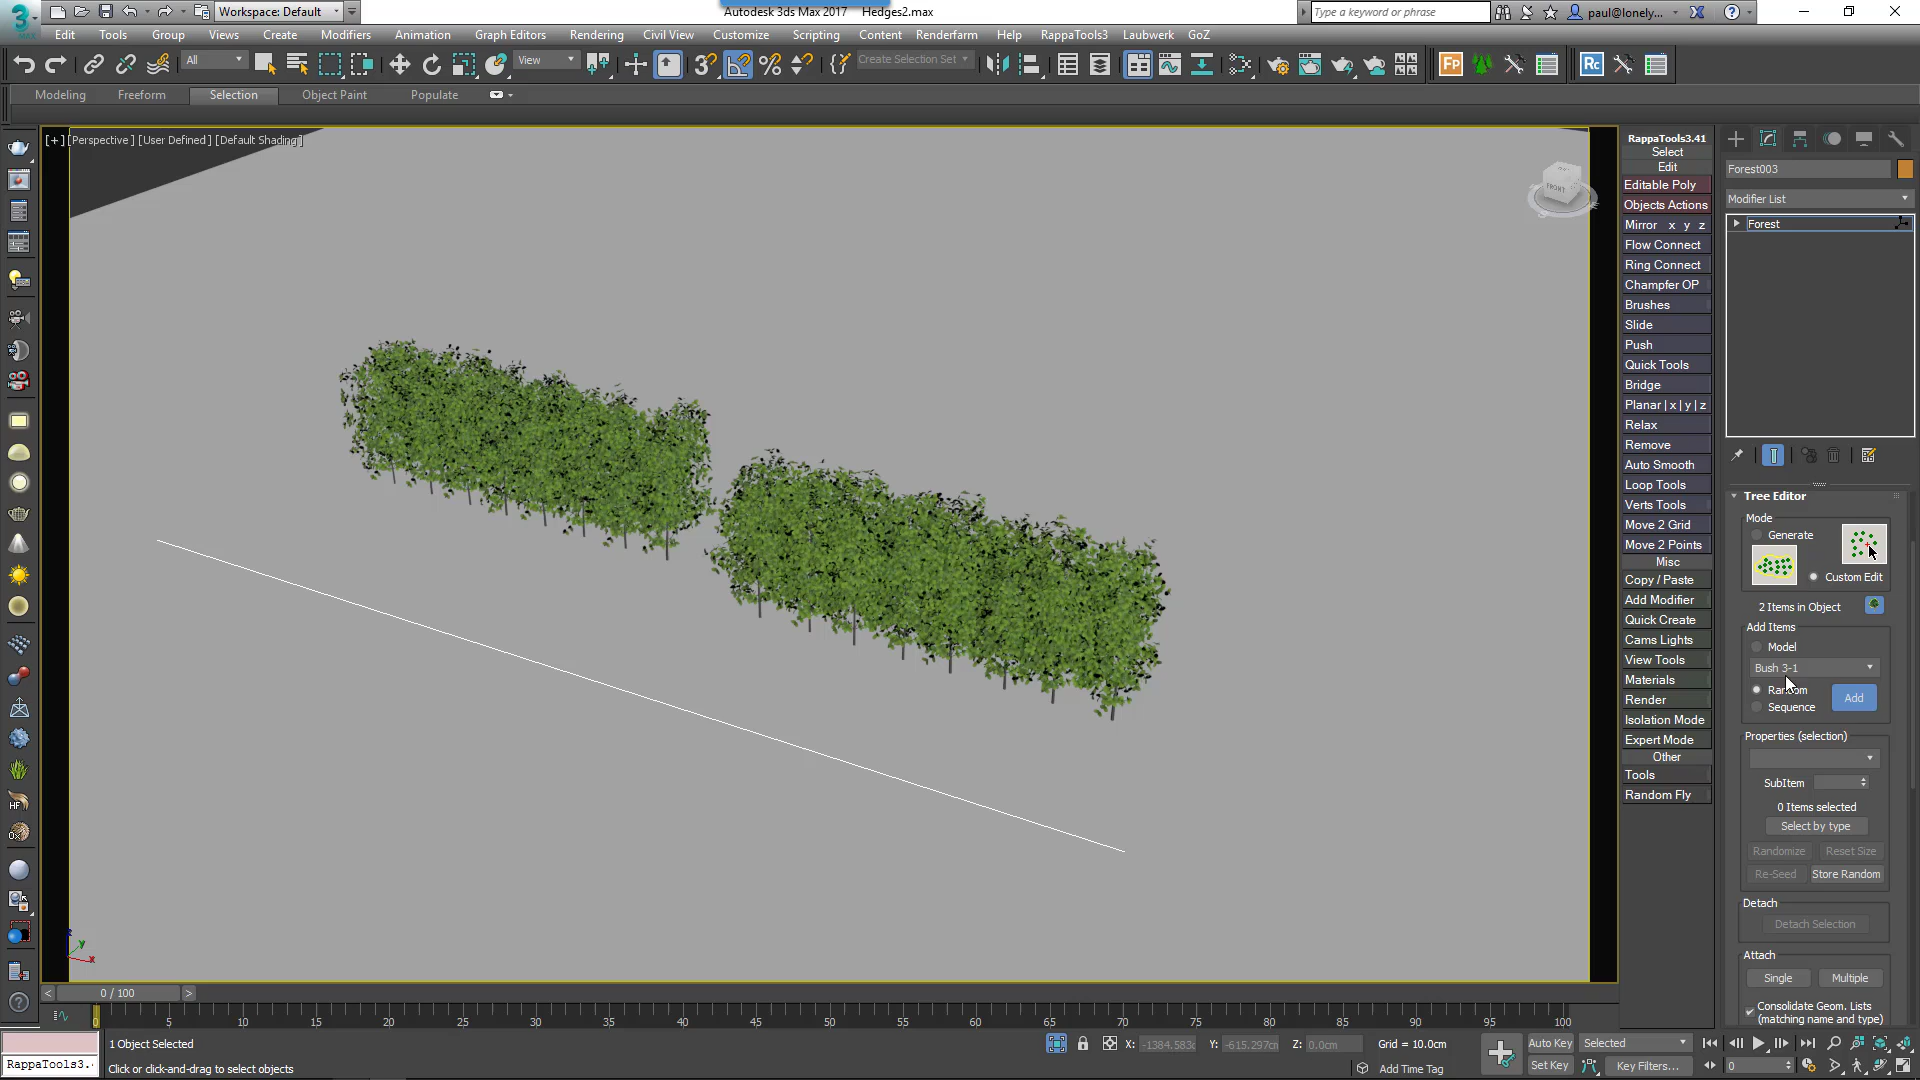 Workspace: Default
Autodesk 3ds Max 2017 Hedges2.max
Type a keyword or phrase
paul@lonely...
Edit Tools Group Views Create Modifiers Animation Graph Editors Rendering Civil View Customize Scripting Content Renderfarm Help RappaTools3 Laubwerk GoZ
All
View
Create Selection Set
Fp
Rc
Modeling Freeform Selection Object Paint Populate
[+] [Perspective ] [User Defined ] [Default Shading]
FRONT
RappaTools3.41
Select
Edit
Editable Poly
Objects Actions
Mirror x y z
Flow Connect
Ring Connect
Champfer OP
Brushes
Slide
Push
Quick Tools
Bridge
Planar | x | y | z
Relax
Remove
Auto Smooth
Loop Tools
Verts Tools
Move 2 Grid
Move 2 Points
Misc
Copy / Paste
Add Modifier
Quick Create
Cams Lights
View Tools
Materials
Render
Isolation Mode
Expert Mode
Other
Tools
Random Fly
Forest003
Modifier List
Forest
Tree Editor
Mode
Generate
Custom Edit
2 Items in Object
Add Items
Model
Bush 3-1
Random
Add
Sequence
Properties (selection)
SubItem
0 Items selected
Select by type
Randomize Reset Size
Re-Seed Store Random
Detach
Detach Selection
Attach
Single Multiple
Consolidate Geom. Lists
(matching name and type)
HF
y
x
< 0 / 100 >
0 5 10 15 20 25 30 35 40 45 50 55 60 65 70 75 80 85 90 95 100
1 Object Selected
X: -1384.583c Y: -615.297cn Z: 0.0cm Grid = 10.0cm
Auto Key Selected
RappaTools3.
Click or click-and-drag to select objects
Add Time Tag
Set Key Key Filters...
0